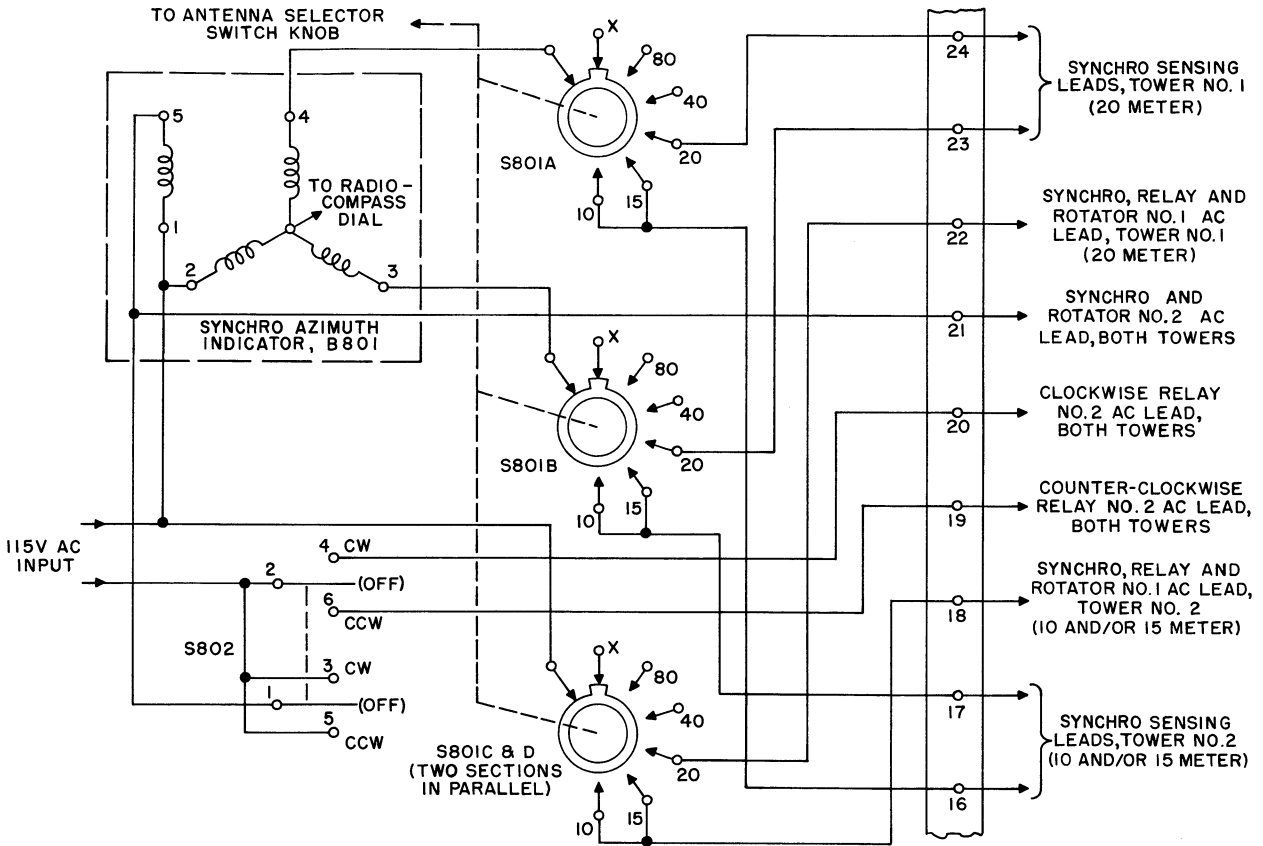 TO ANTENNA SELECTOR
SWITCH KNOB
X
80
40
20
15
10
S801A
5
4
1
2
3
TO RADIO-
COMPASS
DIAL
SYNCHRO AZIMUTH
INDICATOR, B801
X
80
40
20
15
10
S801B
115V AC
INPUT
4 CW
2
(OFF)
6
CCW
S802
3 CW
1
(OFF)
5
CCW
X
80
40
20
15
10
S801C & D
(TWO SECTIONS
IN PARALLEL)
24
23
SYNCHRO SENSING
LEADS, TOWER NO. 1
(20 METER)
22
SYNCHRO, RELAY AND
ROTATOR NO. 1 AC
LEAD, TOWER NO. 1
(20 METER)
21
SYNCHRO AND
ROTATOR NO. 2 AC
LEAD, BOTH TOWERS
20
CLOCKWISE RELAY
NO. 2 AC LEAD,
BOTH TOWERS
19
COUNTER-CLOCKWISE
RELAY NO. 2 AC LEAD,
BOTH TOWERS
18
SYNCHRO, RELAY AND
ROTATOR NO. 1 AC LEAD,
TOWER NO. 2
(10 AND/OR 15 METER)
17
16
SYNCHRO SENSING
LEADS, TOWER NO. 2
(10 AND/OR 15 METER)